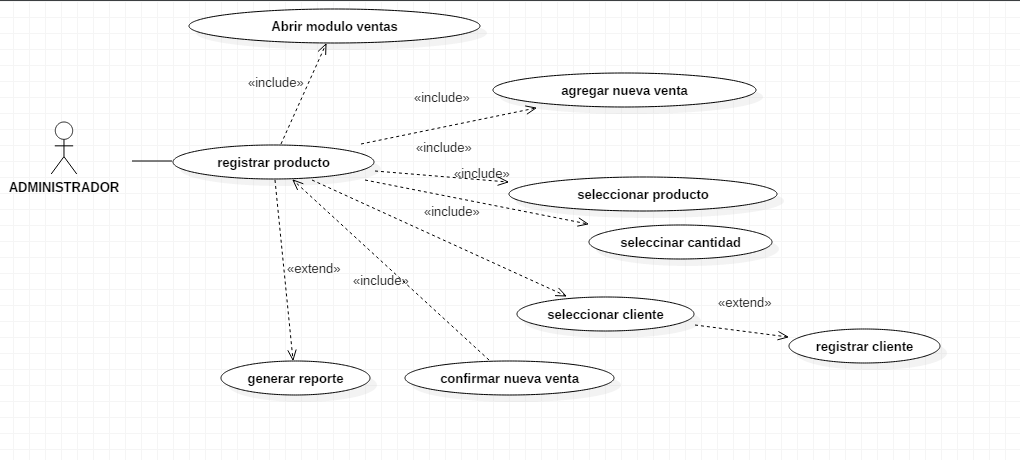 Abrir modulo ventas
«include»
agregar nueva venta
«include»
«include»
registrar producto
ADMINISTRADOR
«include»
seleccionar producto
«include»
seleccinar cantidad
«extend»
«include»
seleccionar cliente
«extend»
registrar cliente
generar reporte
confirmar nueva venta